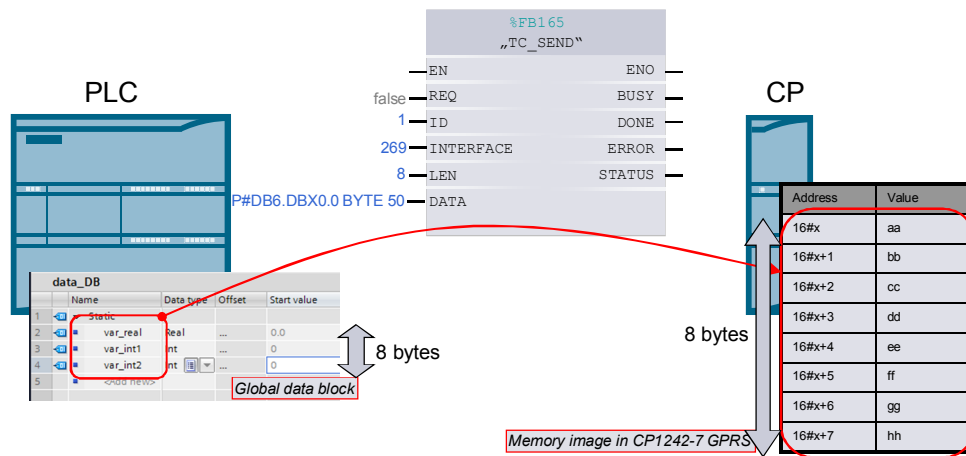 %FB165
„TC_SEND“
EN ENO
false REQ BUSY
1 ID DONE
269 INTERFACE ERROR
8 LEN STATUS
P#DB6.DBX0.0 BYTE 50 DATA
PLC
CP
data_DB
Name Data type Offset Start value
1 Static
2 var_real Real ... 0.0
3 var_int1 Int ... 0
4 var_int2 Int ... 0
5 <Add new>
8 bytes
Global data block
Address Value
16#x aa
16#x+1 bb
16#x+2 cc
16#x+3 dd
16#x+4 ee
16#x+5 ff
16#x+6 gg
16#x+7 hh
8 bytes
Memory image in CP1242-7 GPRS